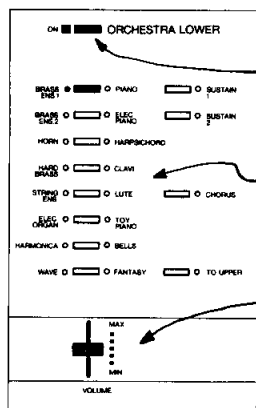 ON ORCHESTRA LOWER
BRASS ENS. 1 PIANO SUSTAIN 1
BRASS ENS. 2 ELEC PIANO SUSTAIN 2
HORN HARPSICHORD
HARD BRASS CLAVI
STRING ENS LUTE CHORUS
ELEC ORGAN TOY PIANO
HARMONICA BELLS
WAVE FANTASY TO UPPER
MAX
MIN
VOLUME